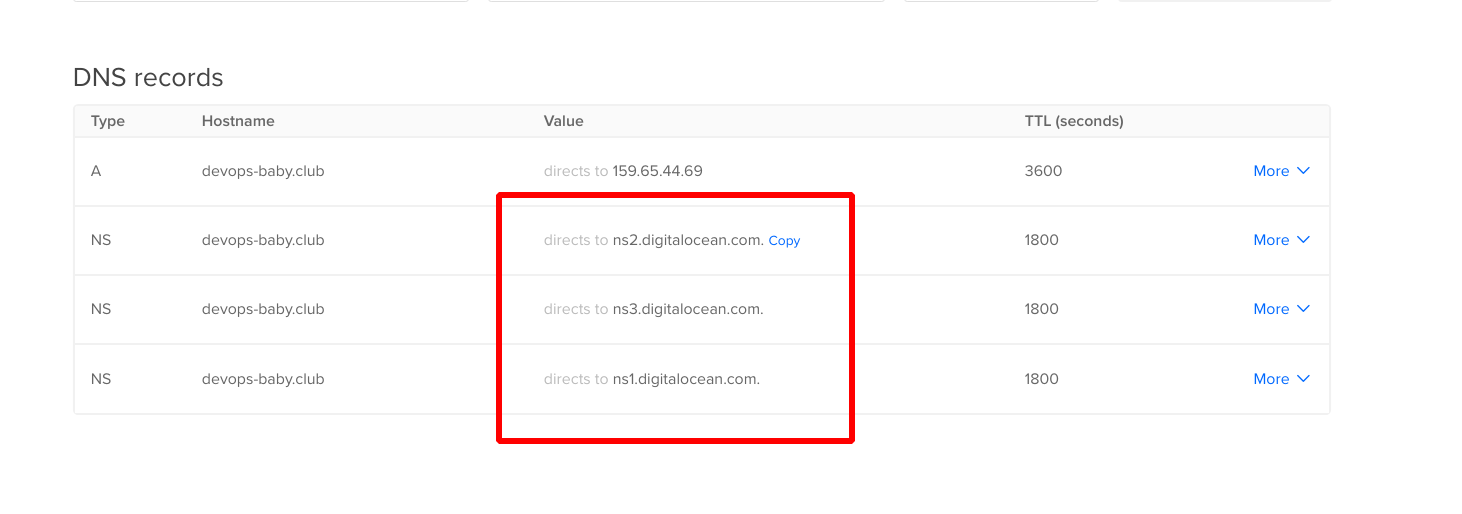 DNS records
Type Hostname Value TTL (seconds)
A devops-baby.club directs to 159.65.44.69 3600 More
NS devops-baby.club directs to ns2.digitalocean.com. Copy 1800 More
NS devops-baby.club directs to ns3.digitalocean.com. 1800 More
NS devops-baby.club directs to ns1.digitalocean.com. 1800 More